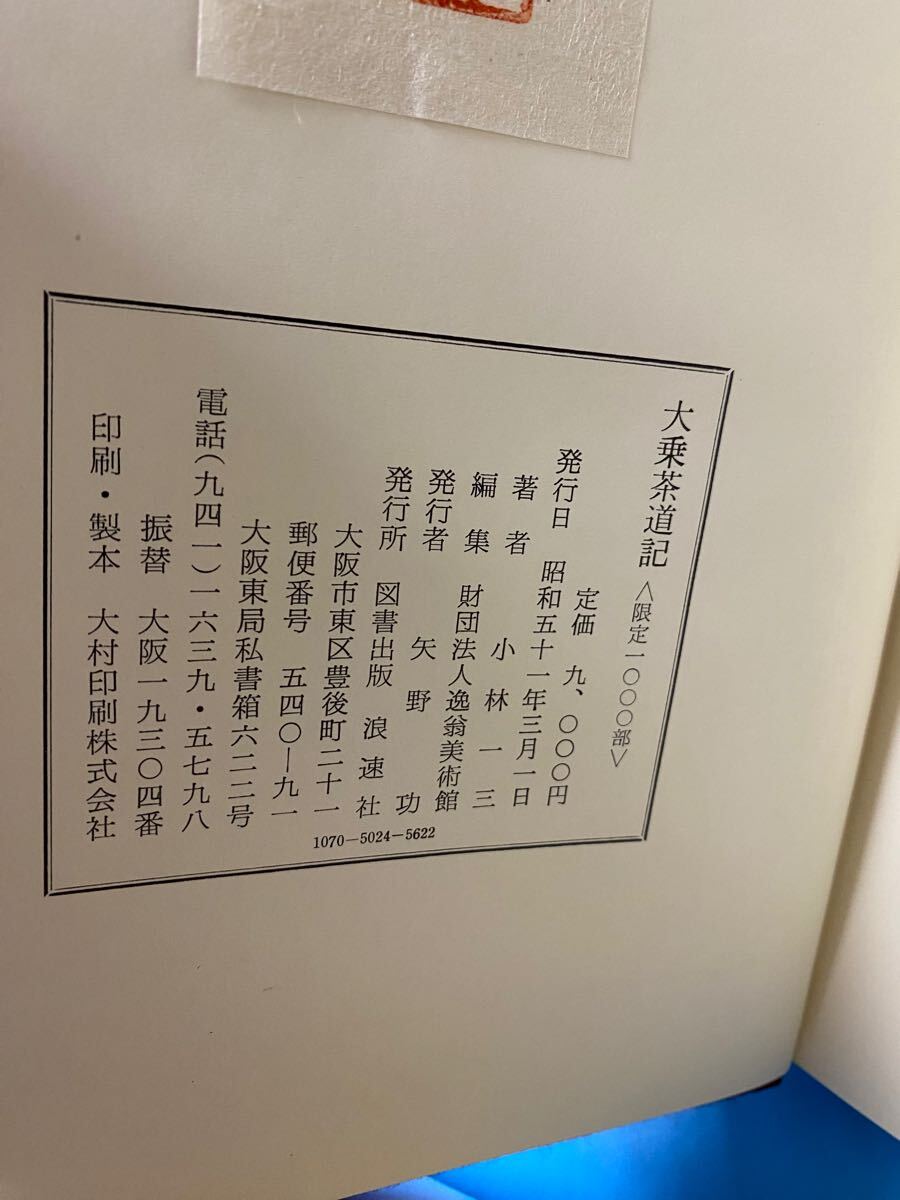 大乗茶道記〈限定一〇〇〇部〉
定価 九、〇〇〇円
発行日 昭和五十一年三月一日
著者 小林一三
編集 財団法人逸翁美術館
発行者 矢野功
発行所 図書出版 浪速社
大阪市東区豊後町二十一
郵便番号 五四〇―九一
大阪東局私書箱六二二号
電話(九四一)一六三九・五七九八
振替 大阪一九三〇四番
印刷・製本 大村印刷株式会社
1070―5024―5622